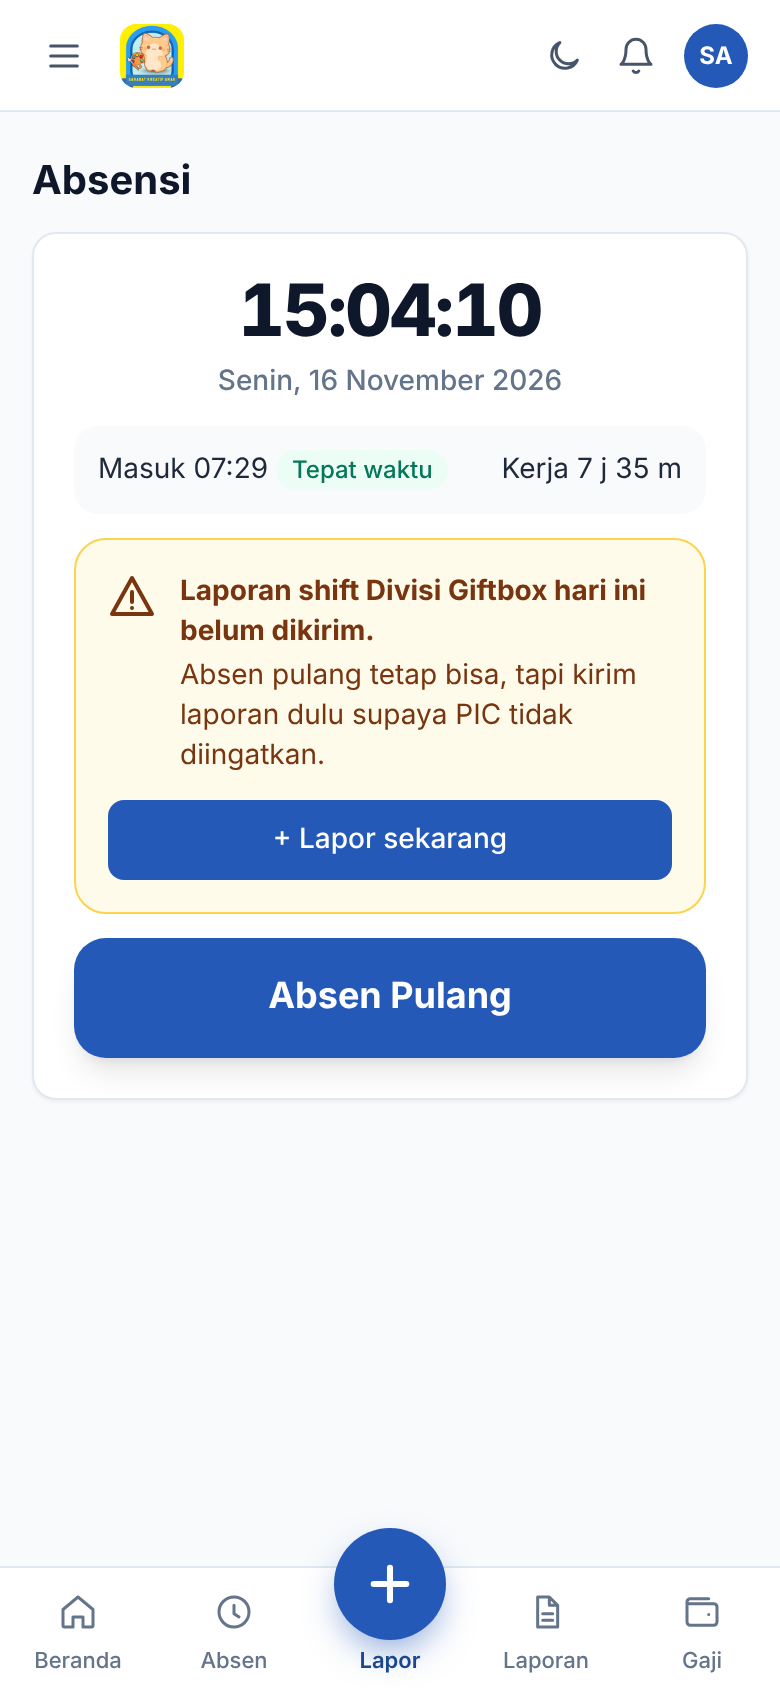 SA
Absensi
15:04:10
Senin, 16 November 2026
Masuk 07:29 Tepat waktu Kerja 7 j 35 m
Laporan shift Divisi Giftbox hari ini
belum dikirim.
Absen pulang tetap bisa, tapi kirim
laporan dulu supaya PIC tidak
diingatkan.
+ Lapor sekarang
Absen Pulang
Beranda Absen Lapor Laporan Gaji